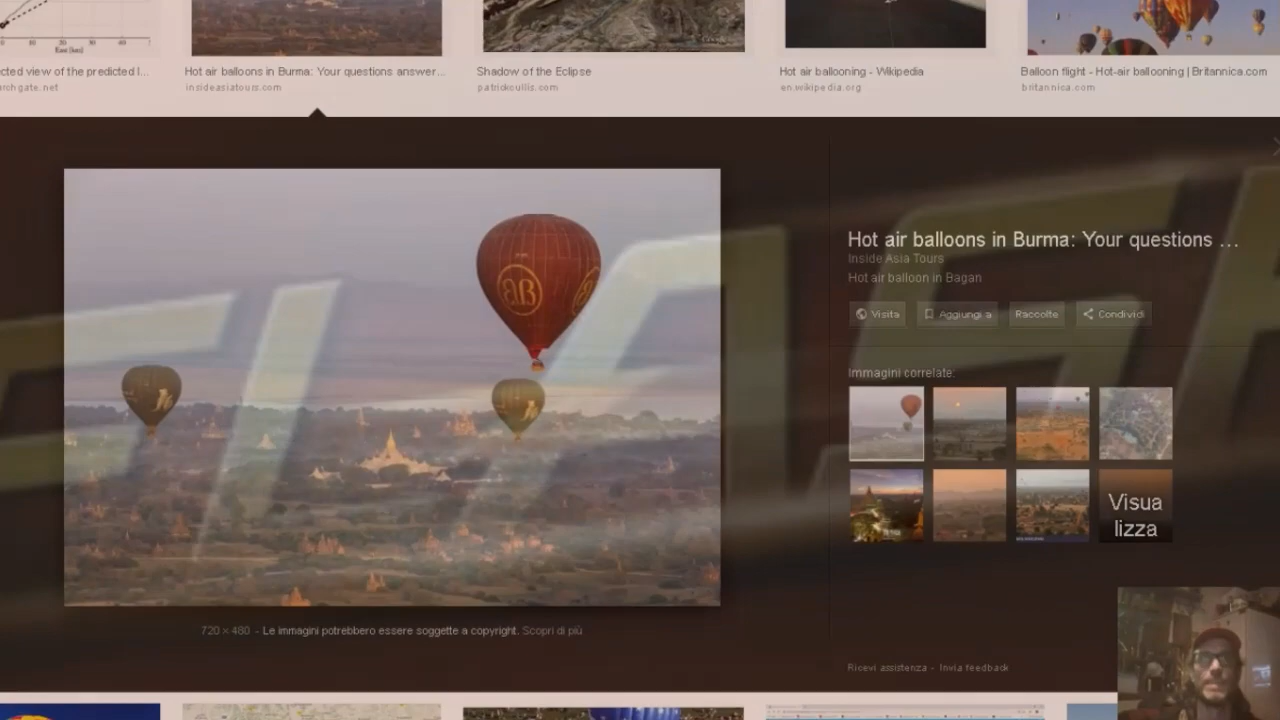 East (km)
cted view of the predicted l...
rchgate.net
Hot air balloons in Burma: Your questions answer...
insideasiatours.com
Shadow of the Eclipse
patrickcullis.com
Hot air ballooning - Wikipedia
en.wikipedia.org
Balloon flight - Hot-air ballooning | Britannica.com
britannica.com
Hot air balloons in Burma: Your questions ...
Inside Asia Tours
Hot air balloon in Bagan
Visita
Aggiungi a
Raccolte
Condividi
Immagini correlate:
Visua
lizza
720 × 480 - Le immagini potrebbero essere soggette a copyright. Scopri di più
Ricevi assistenza - Invia feedback